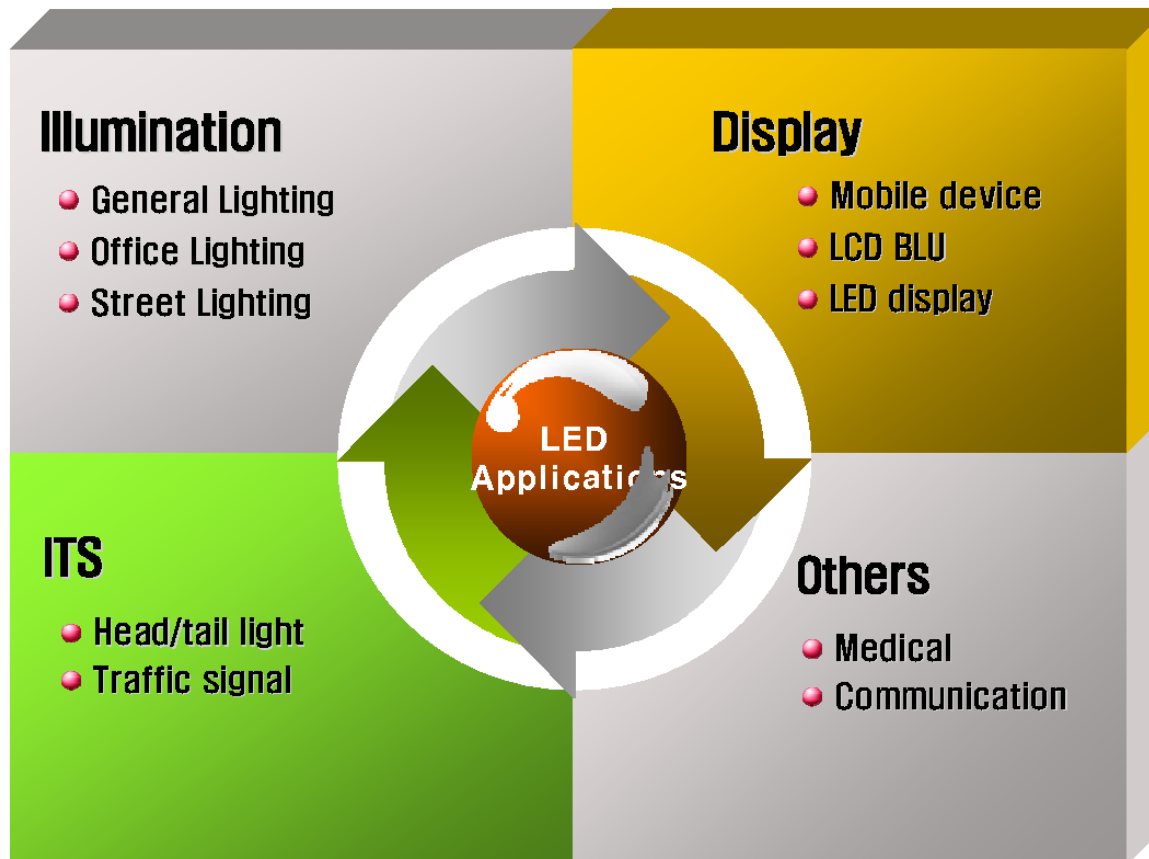 Illumination
General Lighting
Office Lighting
Street Lighting
Display
Mobile device
LCD BLU
LED display
LED
Applications
ITS
Head/tail light
Traffic signal
Others
Medical
Communication